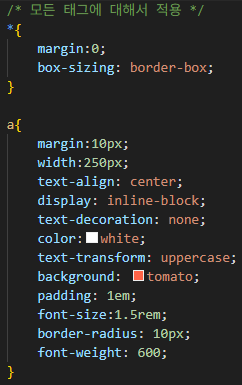 /* 모든 태그에 대해서 적용 */
*{
    margin:0;
    box-sizing: border-box;
}

a{
    margin:10px;
    width:250px;
    text-align: center;
    display: inline-block;
    text-decoration: none;
    color:white;
    text-transform: uppercase;
    background: tomato;
    padding: 1em;
    font-size:1.5rem;
    border-radius: 10px;
    font-weight: 600;
}